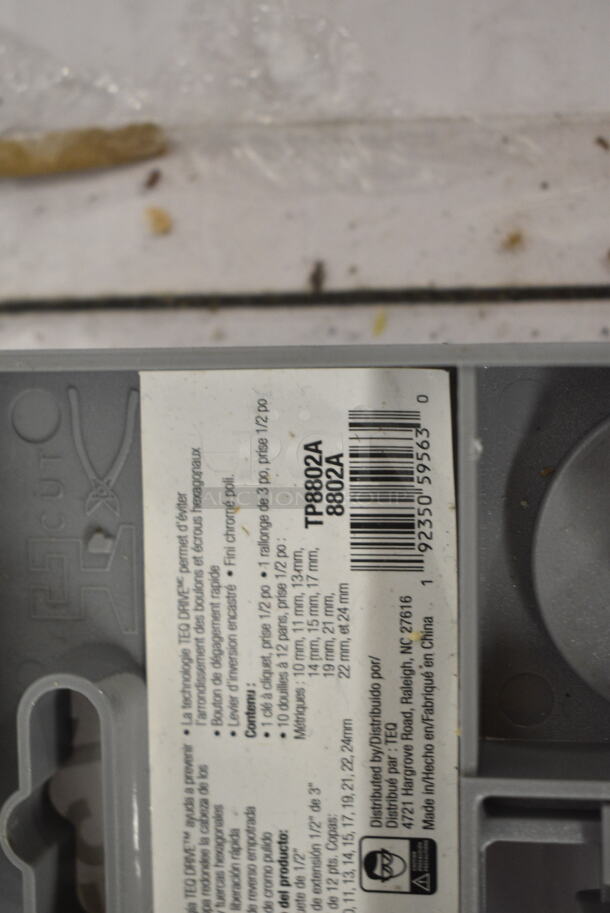 • La technologie TEQ DRIVE℠ permet d'éviter
l'arrondissement des boulons et écrous hexagonaux
• Bouton de dégagement rapide
• Levier d'inversion encastré • Fini chromé poli.
Contenu :
• 1 clé à cliquet, prise 1/2 po • 1 rallonge de 3 po, prise 1/2 po
• 10 douilles à 12 pans, prise 1/2 po :
Métriques : 10 mm, 11 mm, 13 mm,
14 mm, 15 mm, 17 mm,
19 mm, 21 mm,
22 mm, et 24 mm
TP8802A
8802A
1 92350 59563 0
TEQ DRIVE℠ ayuda a prevenir
redondee la cabeza de los
fuercas hexagonales
liberación rápida
de reverso empotrada
de cromo pulido
del producto:
de 1/2"
de extensión 1/2" de 3"
de 12 pts. Copas:
11, 13, 14, 15, 17, 19, 21, 22, 24mm
Distributed by/Distribuido por/
Distribué par : TEQ
4721 Hargrove Road, Raleigh, NC 27616
Made in/Hecho en/Fabriqué en China